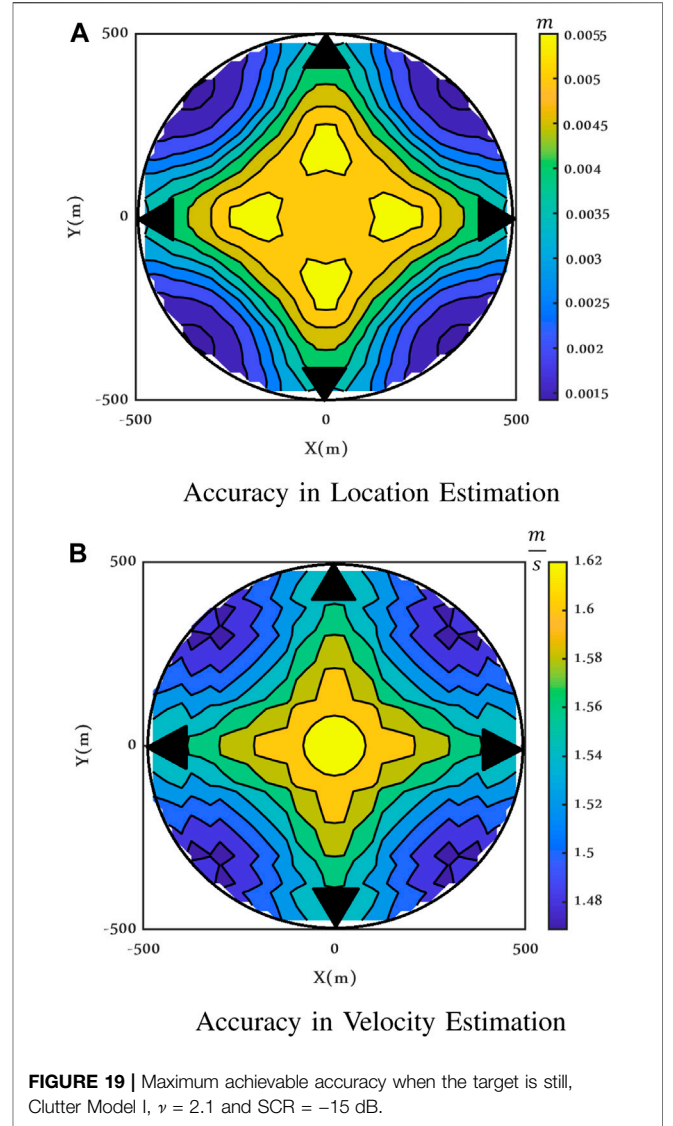 A
500
0
-500
Y(m)
-500
0
500
X(m)
m
0.0055
0.005
0.0045
0.004
0.0035
0.003
0.0025
0.002
0.0015
Accuracy in Location Estimation
B
500
0
-500
Y(m)
-500
0
500
X(m)
m
s
1.62
1.6
1.58
1.56
1.54
1.52
1.5
1.48
Accuracy in Velocity Estimation
FIGURE 19 | Maximum achievable accuracy when the target is still,
Clutter Model I, ν = 2.1 and SCR = −15 dB.